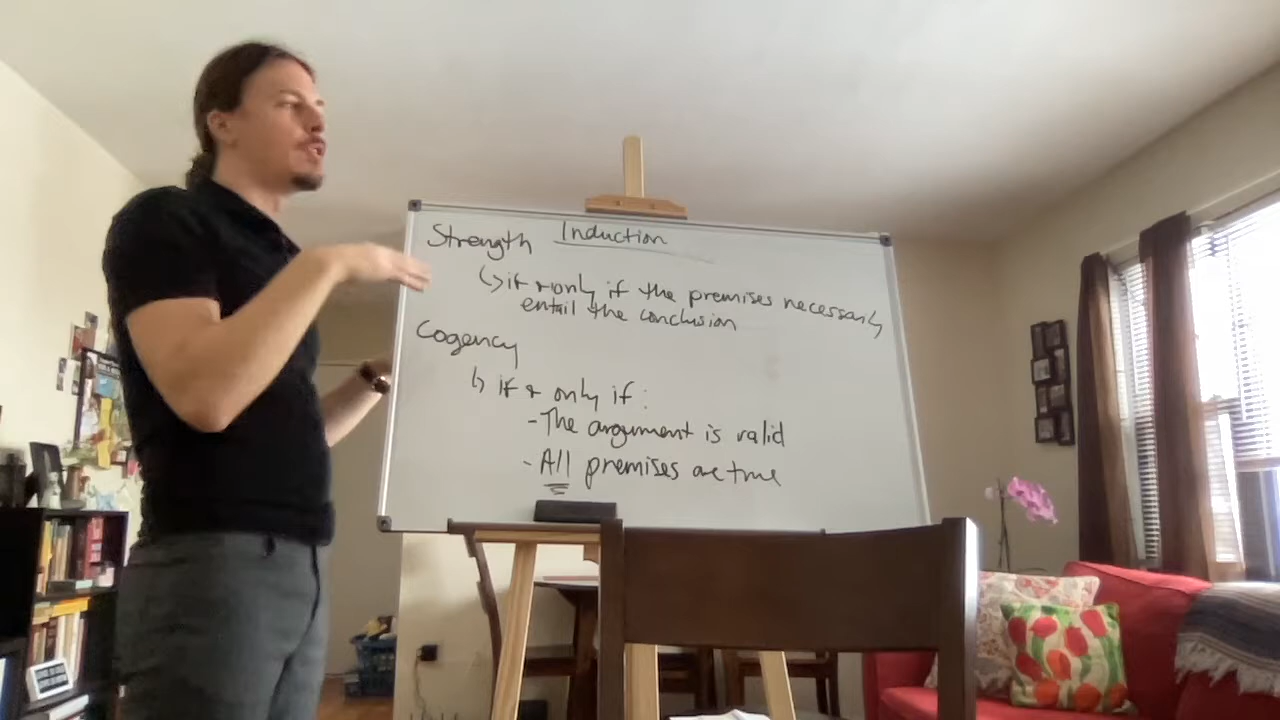 Induction
Strength
↳ if + only if the premises necessarily
entail the conclusion
Cogency
↳ if + only if:
- The argument is valid
- All premises are true